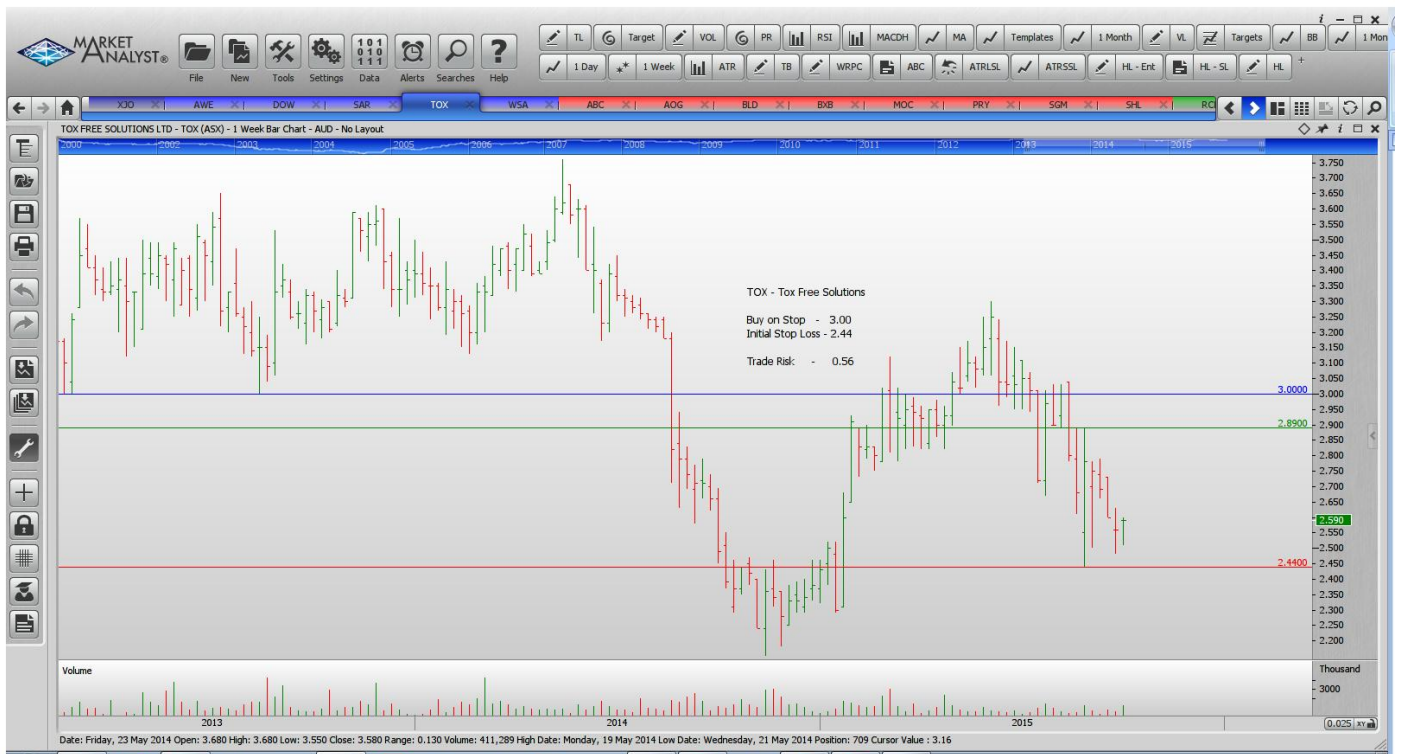 i
MARKET ANALYST®
File New Tools Settings Data Alerts Searches Help
TL Target VOL PR RSI MACDH MA Templates 1 Month VL Targets BB 1 Mon
1 Day 1 Week ATR TB WRPC ABC ATRLSL ATRSSL HL - Ent HL - SL HL +
XJO AWE DOW SAR TOX WSA ABC AOG BLD BXB MOC PRY SGM SHL
TOX FREE SOLUTIONS LTD - TOX (ASX) - 1 Week Bar Chart - AUD - No Layout
2000 2002 2003 2004 2005 2006 2007 2008 2009 2010 2011 2012 2013 2014 2015
3.750
3.700
3.650
3.600
3.550
3.500
3.450
3.400
3.350
TOX - Tox Free Solutions
3.300
3.250
Buy on Stop - 3.00
Initial Stop Loss - 2.44
3.200
3.150
Trade Risk - 0.56
3.100
3.050
3.0000
3.000
2.950
2.8900
2.900
2.850
2.800
2.750
2.700
2.650
2.590
2.550
2.500
2.4400
2.450
2.400
2.350
2.300
2.250
2.200
Volume
Thousand
3000
2013 2014 2015
0.025 XY
Date: Friday, 23 May 2014 Open: 3.680 High: 3.680 Low: 3.550 Close: 3.580 Range: 0.130 Volume: 411,289 High Date: Monday, 19 May 2014 Low Date: Wednesday, 21 May 2014 Position: 709 Cursor Value : 3.16